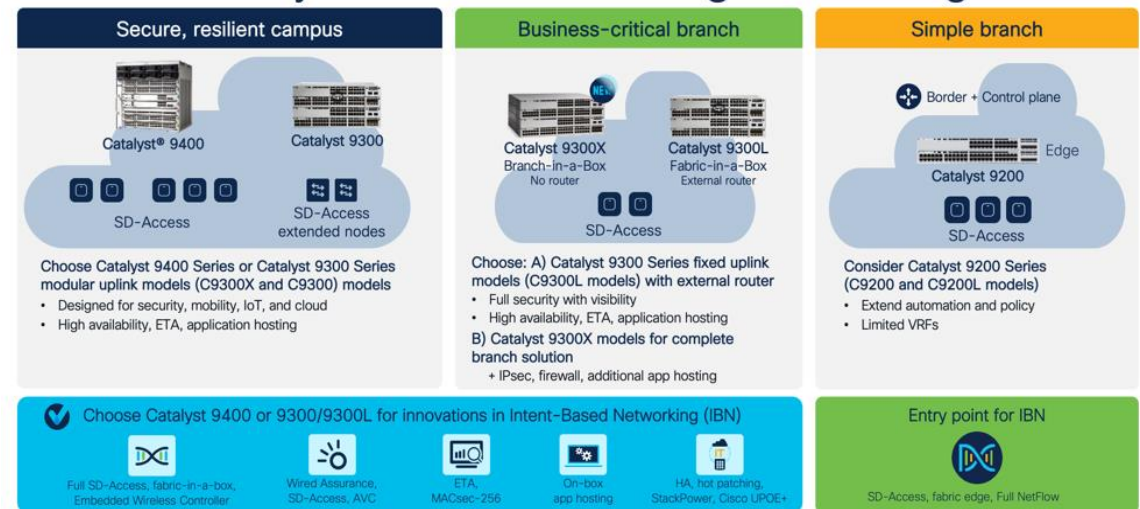 Secure, resilient campus
Catalyst® 9400
Catalyst 9300
SD-Access
SD-Access
extended nodes
Choose Catalyst 9400 Series or Catalyst 9300 Series
modular uplink models (C9300X and C9300) models
• Designed for security, mobility, IoT, and cloud
• High availability, ETA, application hosting
Business-critical branch
NEW
Catalyst 9300X
Branch-in-a-Box
No router
Catalyst 9300L
Fabric-in-a-Box
External router
SD-Access
Choose: A) Catalyst 9300 Series fixed uplink
models (C9300L models) with external router
• Full security with visibility
• High availability, ETA, application hosting
B) Catalyst 9300X models for complete
branch solution
+ IPsec, firewall, additional app hosting
Simple branch
Border + Control plane
Edge
Catalyst 9200
SD-Access
Consider Catalyst 9200 Series
(C9200 and C9200L models)
• Extend automation and policy
• Limited VRFs
Choose Catalyst 9400 or 9300/9300L for innovations in Intent-Based Networking (IBN)
Full SD-Access, fabric-in-a-box,
Embedded Wireless Controller
Wired Assurance,
SD-Access, AVC
ETA,
MACsec-256
On-box
app hosting
IT
HA, hot patching,
StackPower, Cisco UPOE+
Entry point for IBN
SD-Access, fabric edge, Full NetFlow